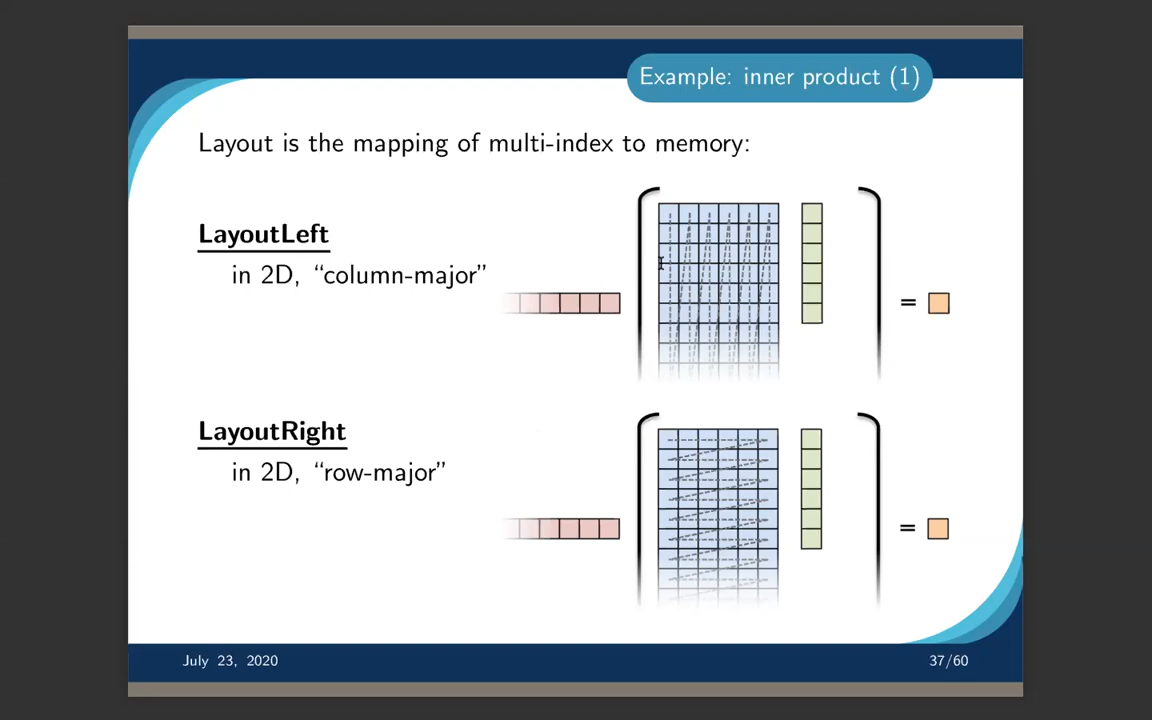 Example: inner product (1)
Layout is the mapping of multi-index to memory:
LayoutLeft
in 2D, “column-major”
=
LayoutRight
in 2D, “row-major”
=
July 23, 2020
37/60